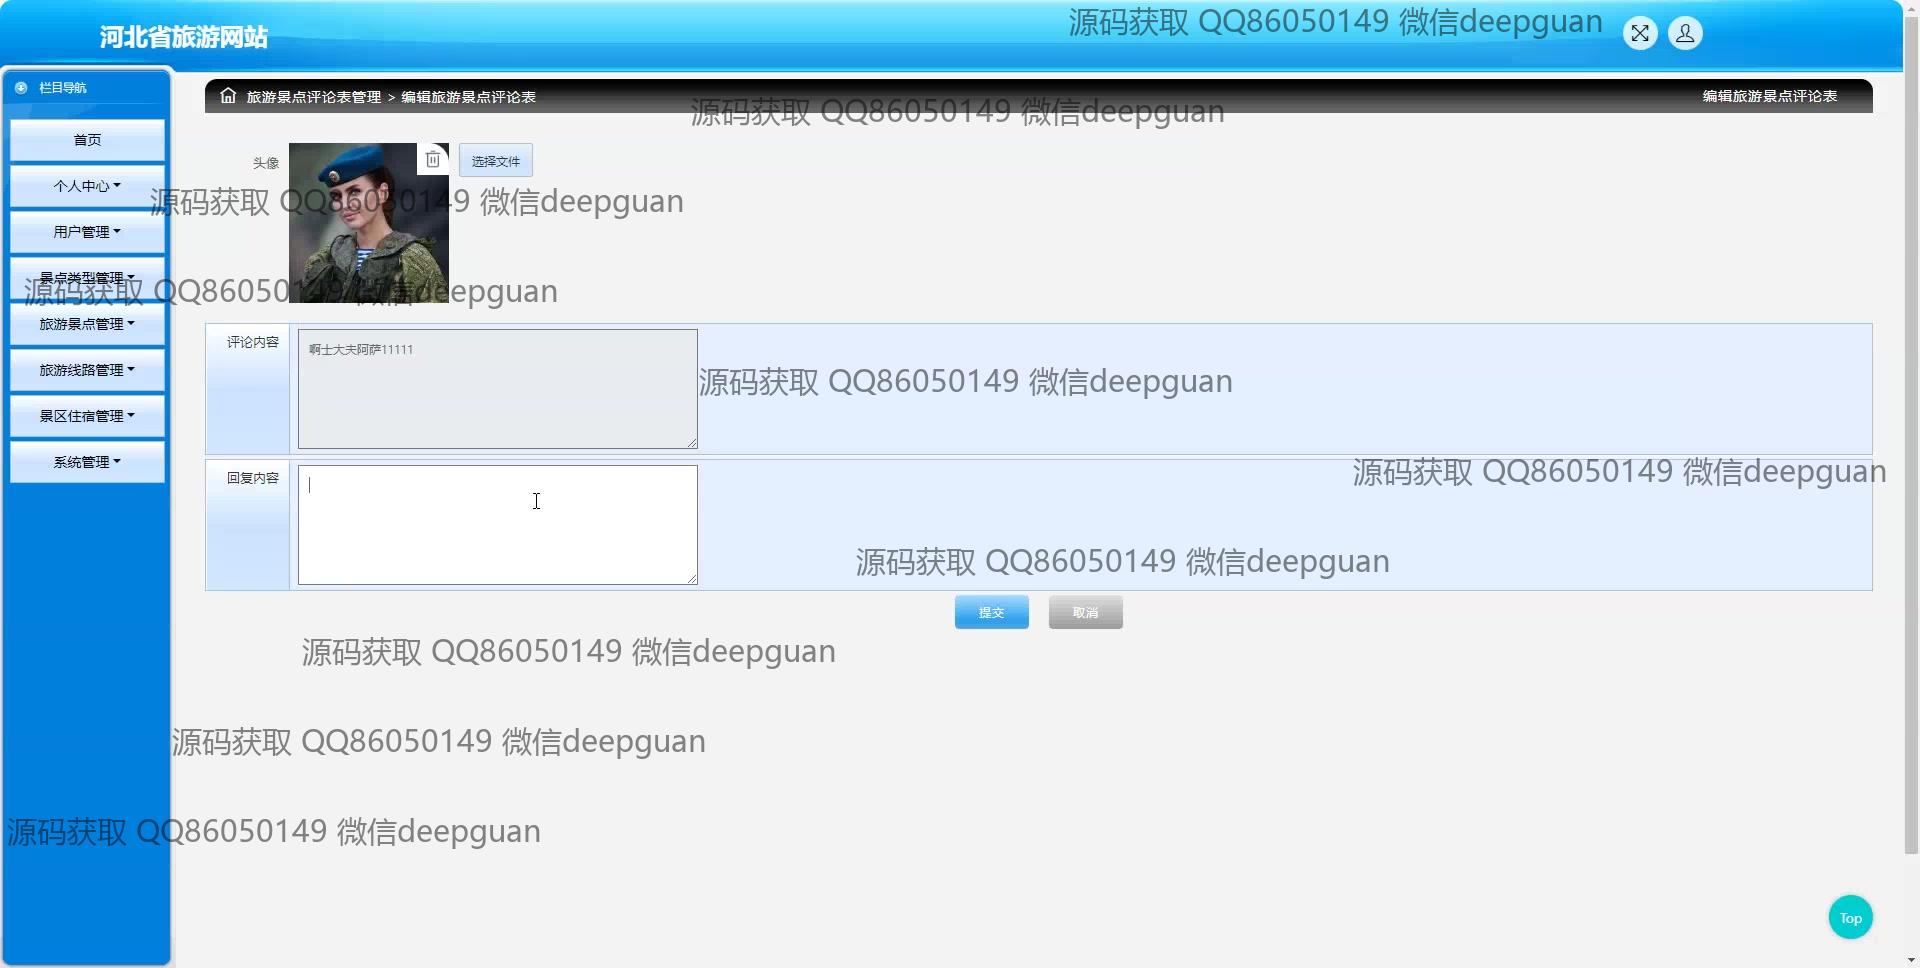 河北省旅游网站
源码获取 QQ86050149 微信deepguan
栏目导航
旅游景点评论表管理 > 编辑旅游景点评论表
编辑旅游景点评论表
源码获取 QQ86050149 微信deepguan
首页
头像
选择文件
个人中心
源码获取 QQ86050149 微信deepguan
用户管理
景点类型管理
源码获取 QQ86050149 微信deepguan
旅游景点管理
评论内容
啊士大夫阿萨11111
旅游线路管理
源码获取 QQ86050149 微信deepguan
景区住宿管理
系统管理
回复内容
源码获取 QQ86050149 微信deepguan
源码获取 QQ86050149 微信deepguan
提交
取消
源码获取 QQ86050149 微信deepguan
源码获取 QQ86050149 微信deepguan
源码获取 QQ86050149 微信deepguan
Top